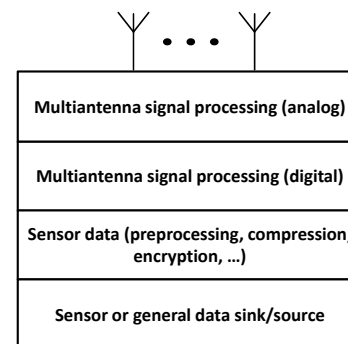 Multiantenna signal processing (analog)
Multiantenna signal processing (digital)
Sensor data (preprocessing, compression,
encryption, ...)
Sensor or general data sink/source